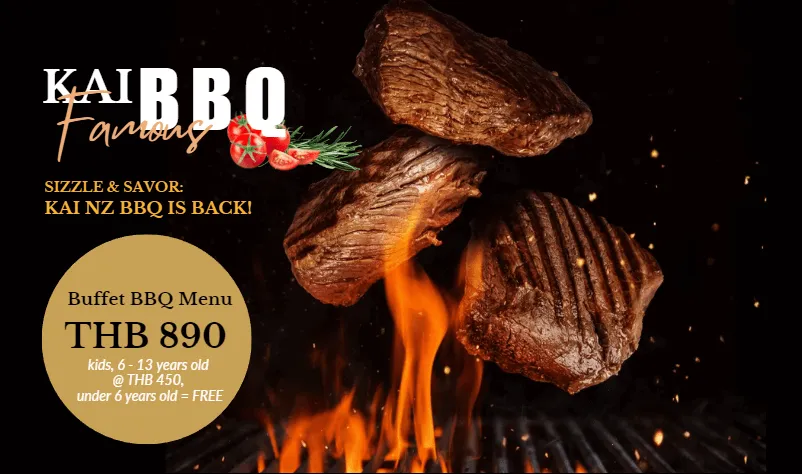 KAI BBQ
Famous
SIZZLE & SAVOR:
KAI NZ BBQ IS BACK!
Buffet BBQ Menu
THB 890
kids, 6 - 13 years old
@ THB 450,
under 6 years old = FREE